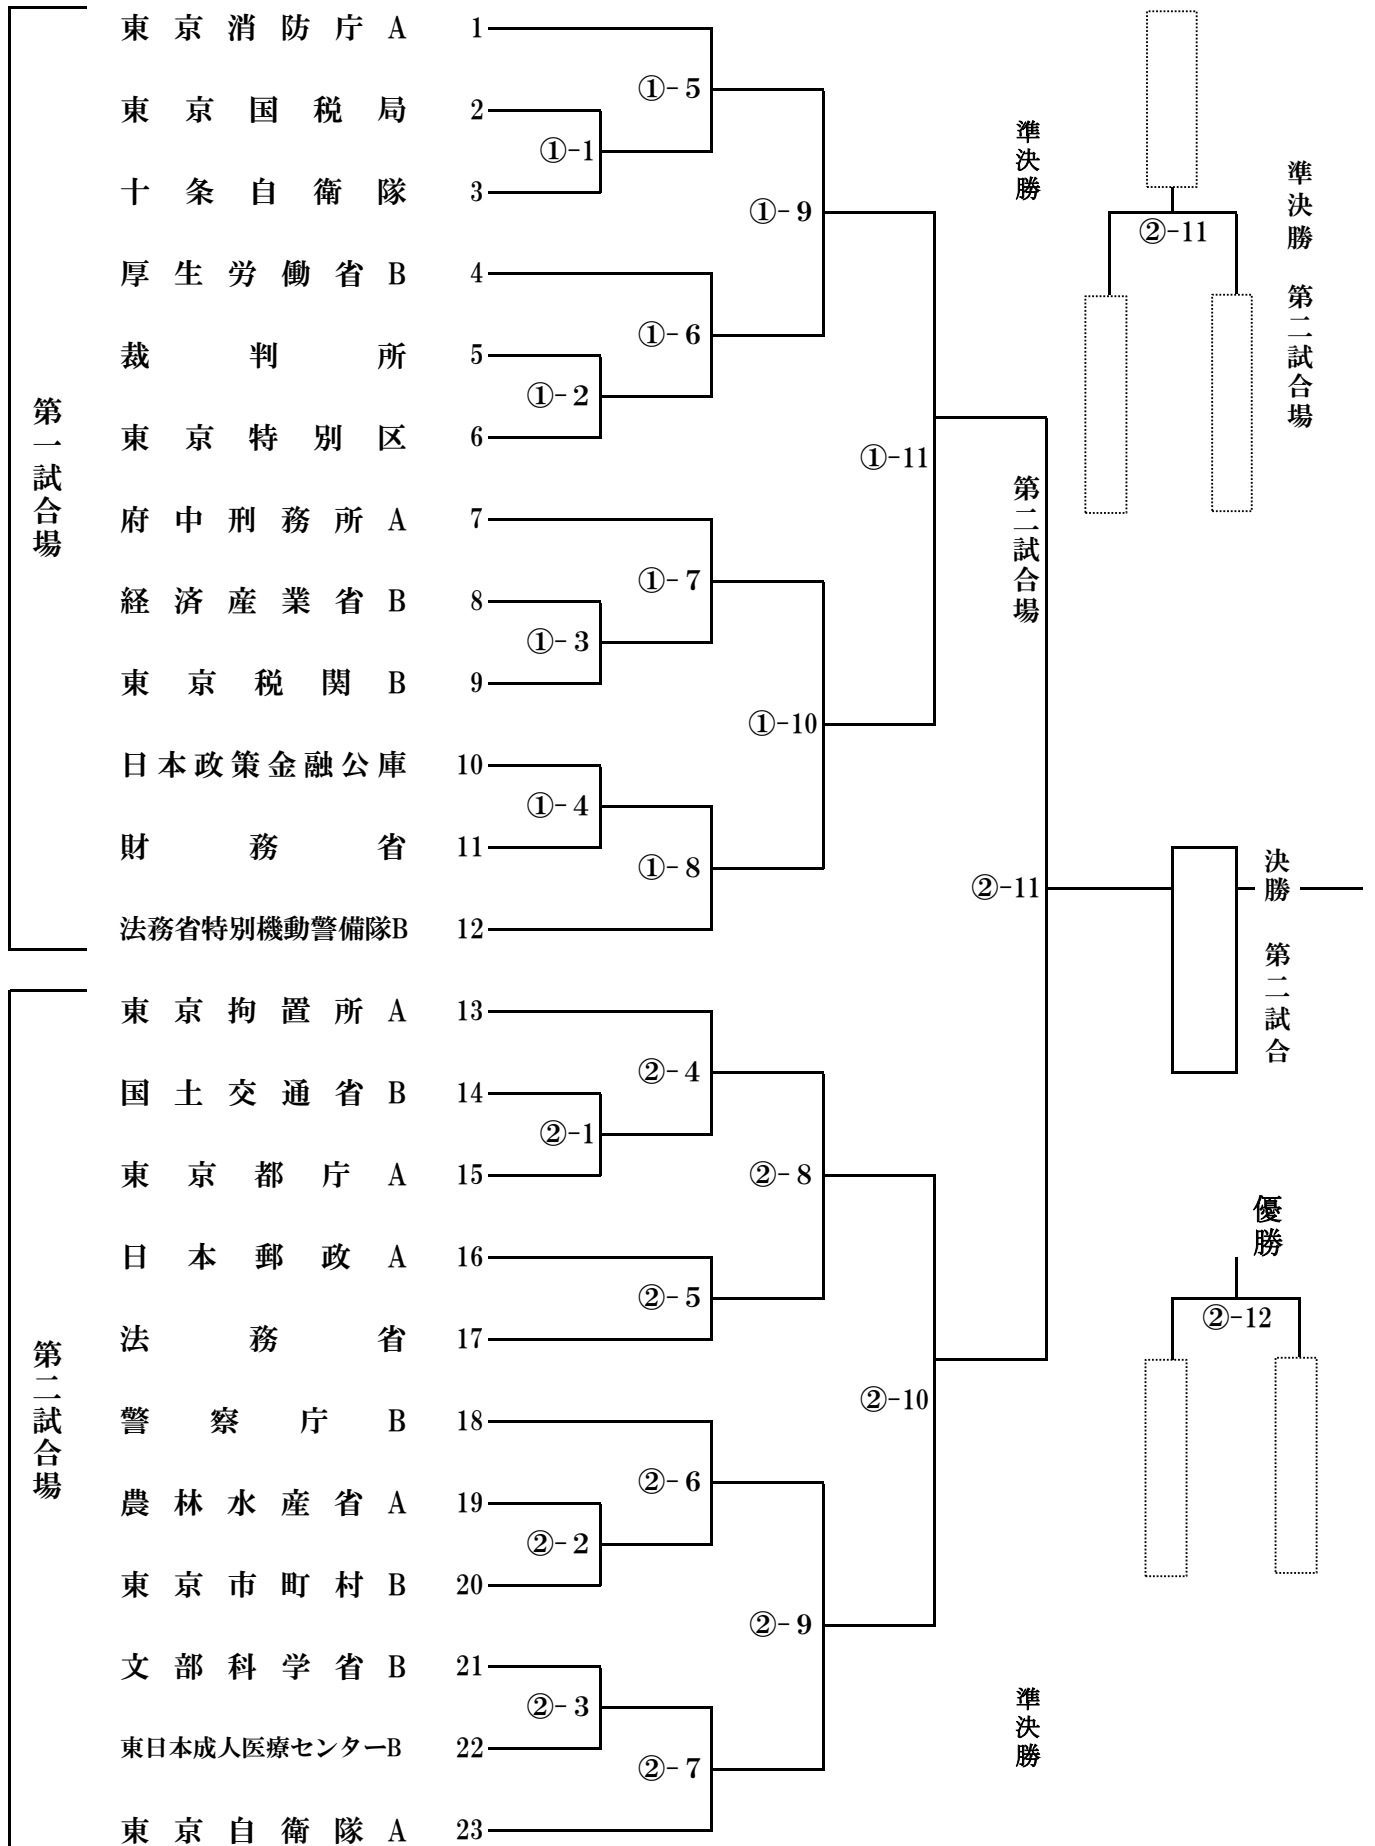 第一試合場
東京消防庁A 1
東京国税局 2
十条自衛隊 3
厚生労働省B 4
裁判所 5
東京特別区 6
府中刑務所A 7
経済産業省B 8
東京税関B 9
日本政策金融公庫 10
財務省 11
法務省特別機動警備隊B 12
①-1
①-2
①-3
①-4
①-5
①-6
①-7
①-8
①-9
①-10
①-11
第二試合場
東京拘置所A 13
国土交通省B 14
東京都庁A 15
日本郵政A 16
法務省 17
警察庁B 18
農林水産省A 19
東京市町村B 20
文部科学省B 21
東日本成人医療センターB 22
東京自衛隊A 23
②-1
②-2
②-3
②-4
②-5
②-6
②-7
②-8
②-9
②-10
②-11
準決勝
第二試合場
準決勝
②-11
準決勝 第二試合場
決勝 第二試合
優勝
②-12